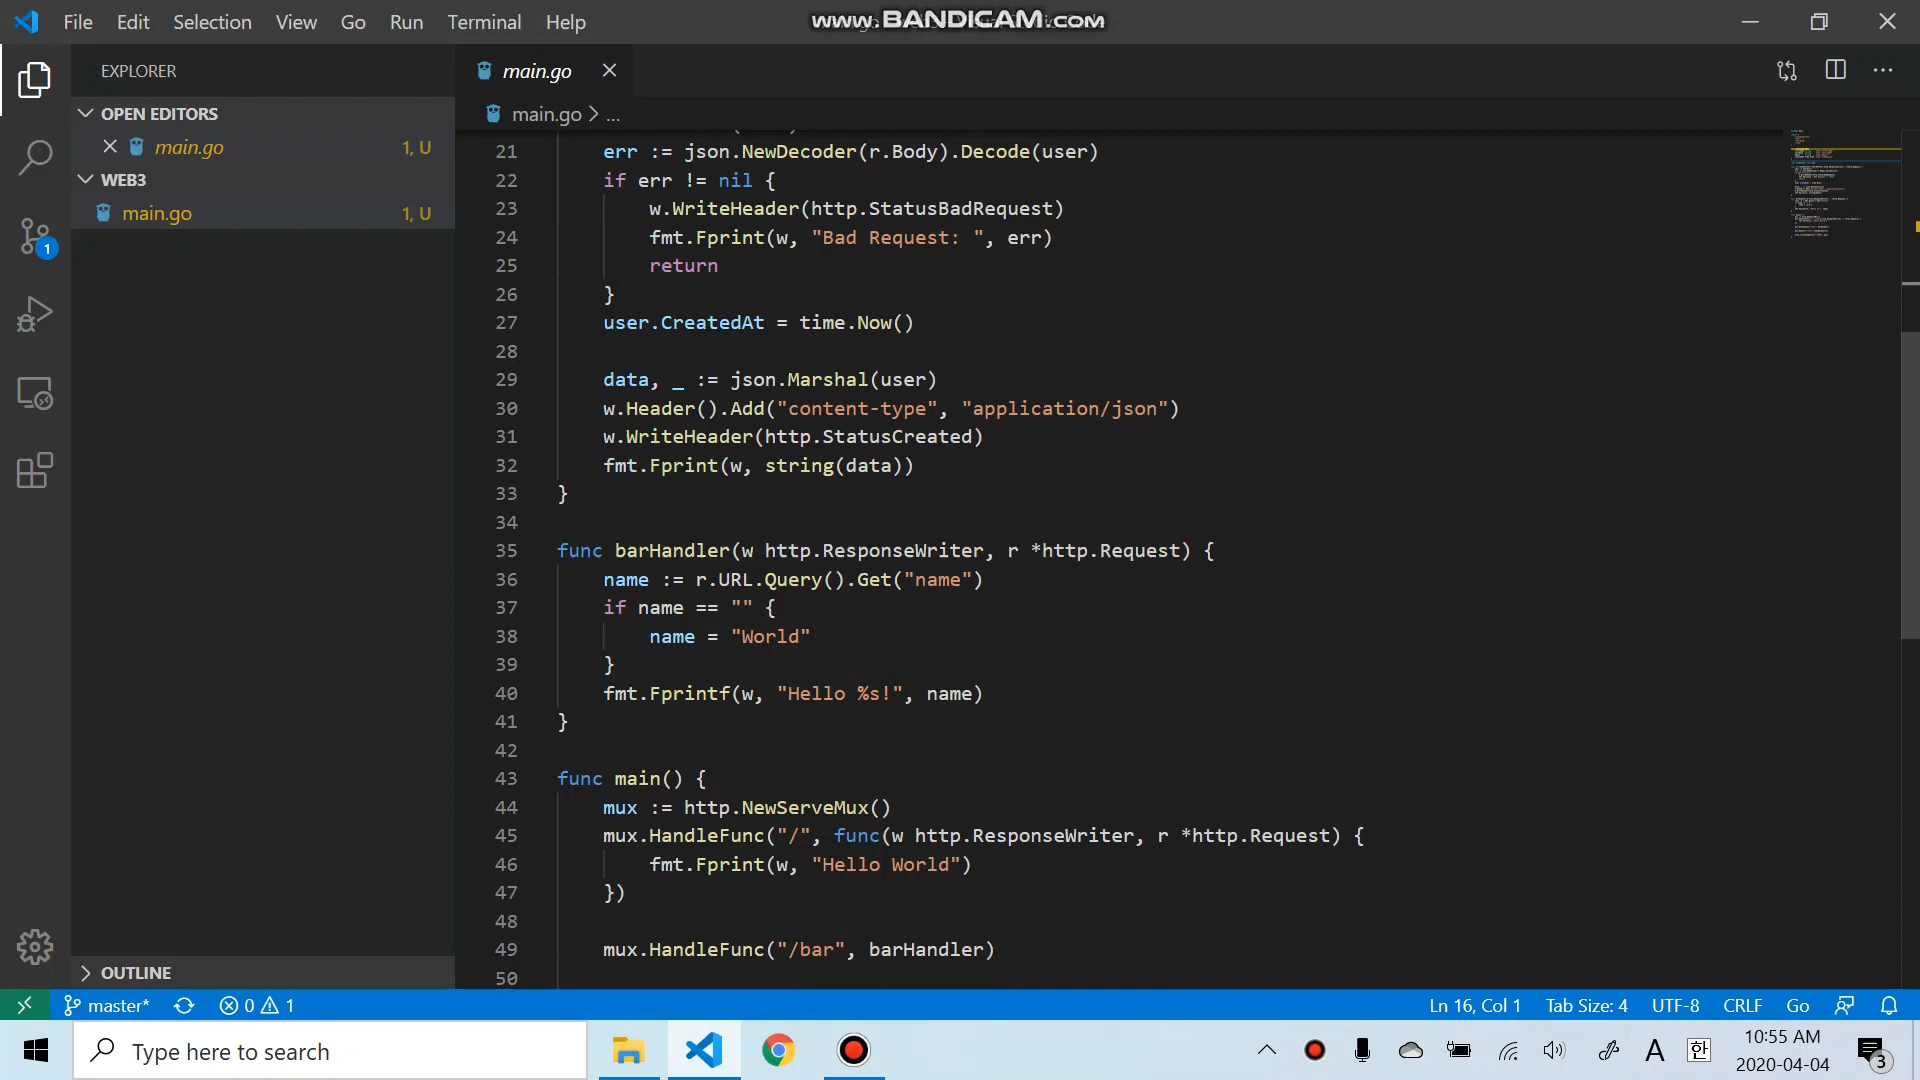 File Edit Selection View Go Run Terminal Help
www.BANDICAM.com
EXPLORER
OPEN EDITORS
main.go 1, U
WEB3
main.go 1, U
1
OUTLINE
main.go
main.go > ...
21 err := json.NewDecoder(r.Body).Decode(user)
22 if err != nil {
23 w.WriteHeader(http.StatusBadRequest)
24 fmt.Fprint(w, "Bad Request: ", err)
25 return
26 }
27 user.CreatedAt = time.Now()
28
29 data, _ := json.Marshal(user)
30 w.Header().Add("content-type", "application/json")
31 w.WriteHeader(http.StatusCreated)
32 fmt.Fprint(w, string(data))
33 }
34
35 func barHandler(w http.ResponseWriter, r *http.Request) {
36 name := r.URL.Query().Get("name")
37 if name == "" {
38 name = "World"
39 }
40 fmt.Fprintf(w, "Hello %s!", name)
41 }
42
43 func main() {
44 mux := http.NewServeMux()
45 mux.HandleFunc("/", func(w http.ResponseWriter, r *http.Request) {
46 fmt.Fprint(w, "Hello World")
47 })
48
49 mux.HandleFunc("/bar", barHandler)
50
master* 0 1 Ln 16, Col 1 Tab Size: 4 UTF-8 CRLF Go
Type here to search
A 한 10:55 AM
2020-04-04
3